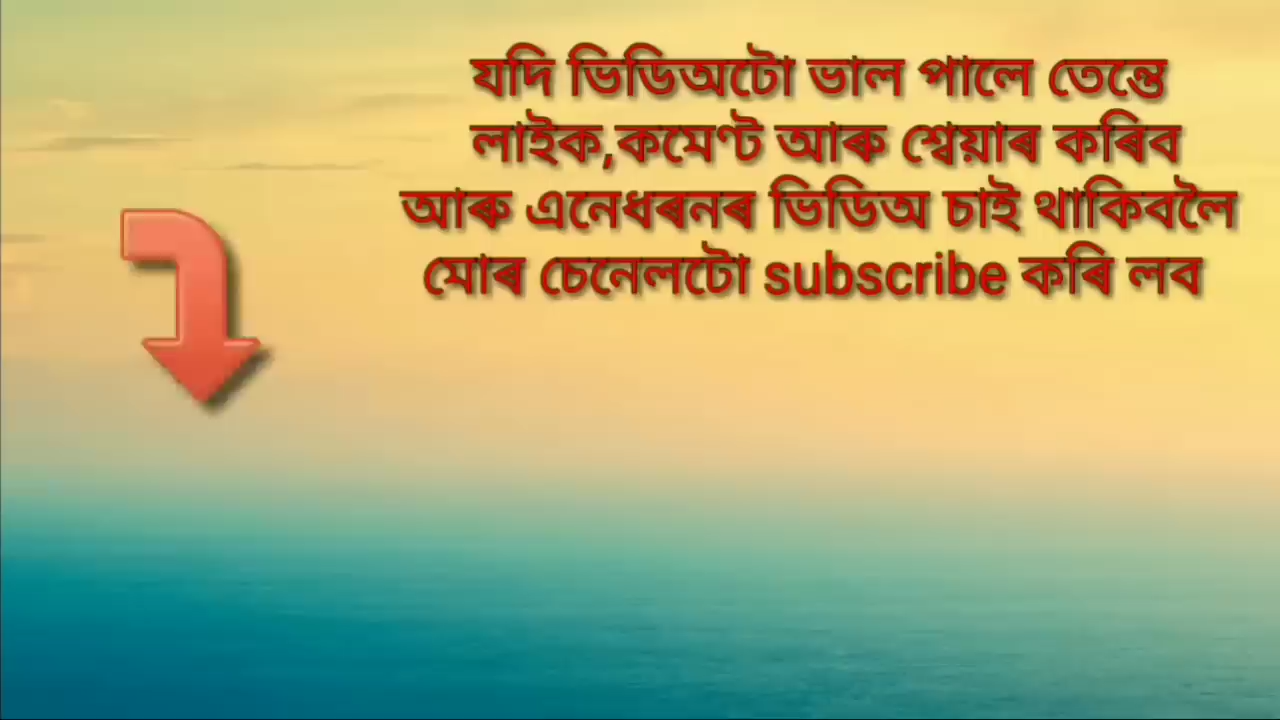 যদি ভিডিঅটো ভাল পালে তেন্তে
লাইক,কমেণ্ট আৰু শ্বেয়াৰ কৰিব
আৰু এনেধৰনৰ ভিডিঅ চাই থাকিবলৈ
মোৰ চেনেলটো subscribe কৰি লব